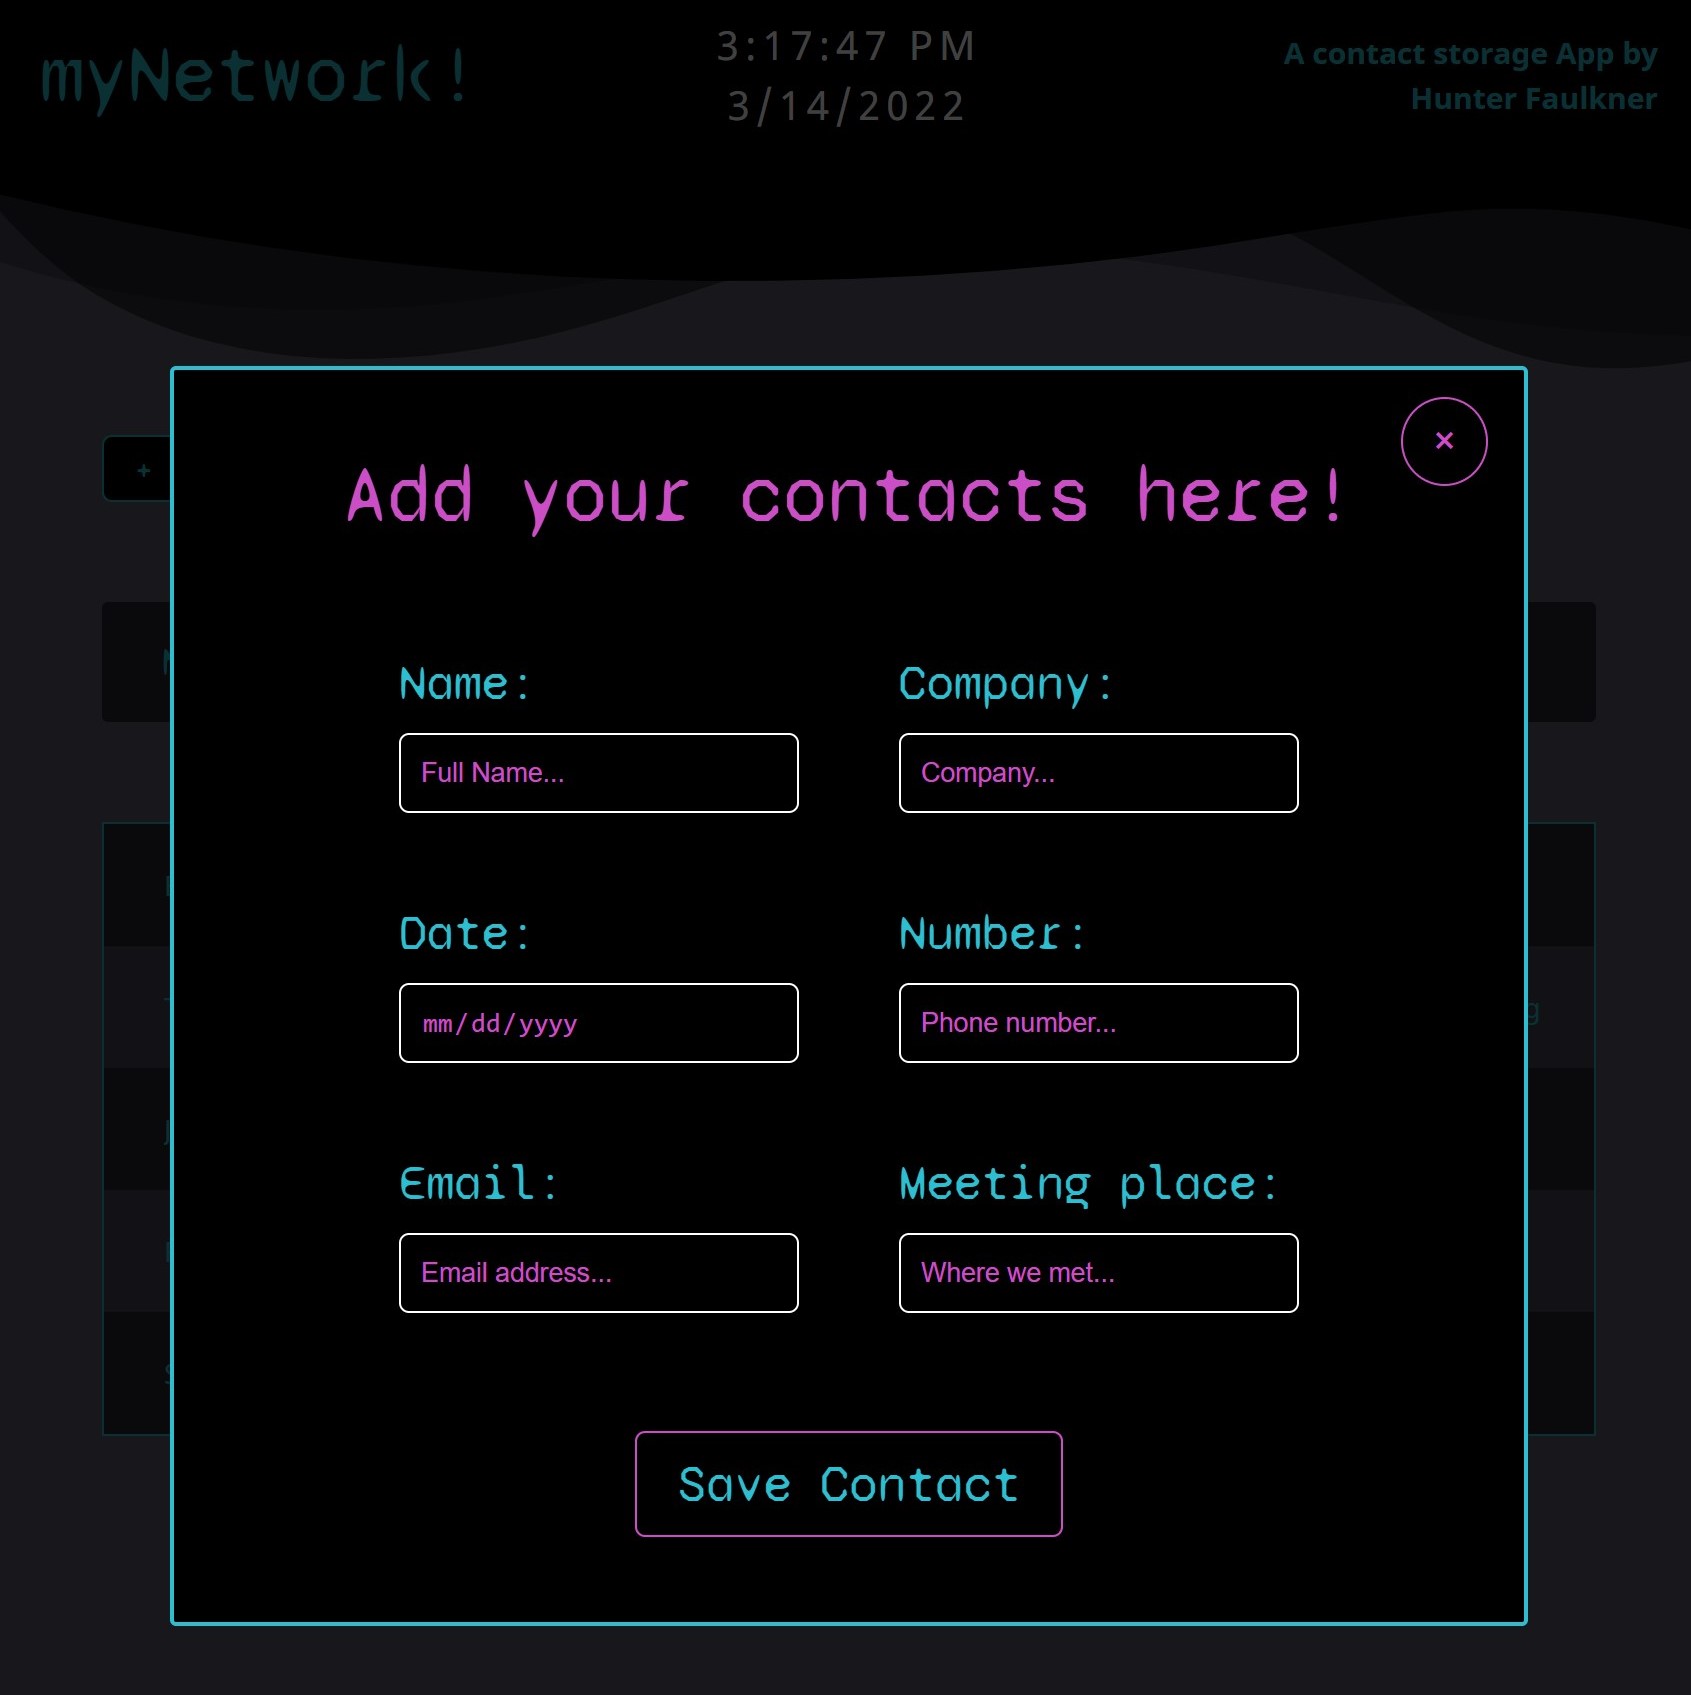 myNetwork!
3:17:47 PM
3/14/2022
A contact storage App by
Hunter Faulkner
+
×
Add your contacts here!
Name:
Company:
Full Name...
Company...
Date:
Number:
mm/dd/yyyy
Phone number...
Email:
Meeting place:
Email address...
Where we met...
Save Contact